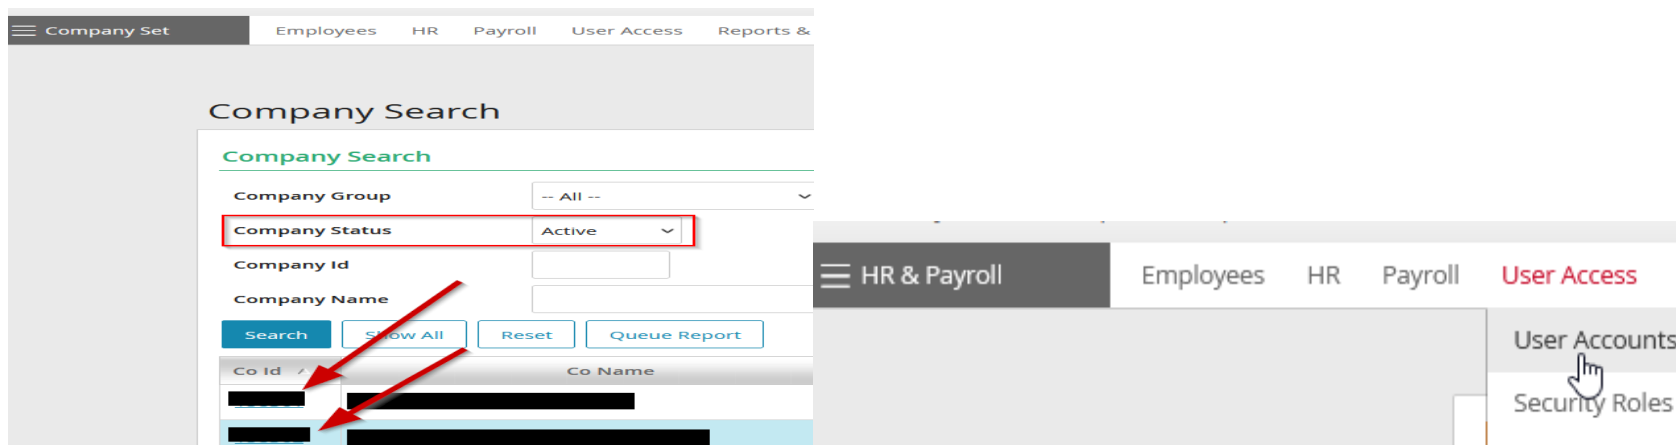 Company Set
Employees HR Payroll User Access Reports &
Company Search
Company Search
Company Group -- All --
Company Status Active
Company Id
Company Name
Search Show All Reset Queue Report
Co Id Co Name
HR & Payroll
Employees HR Payroll User Access
User Accounts
Security Roles